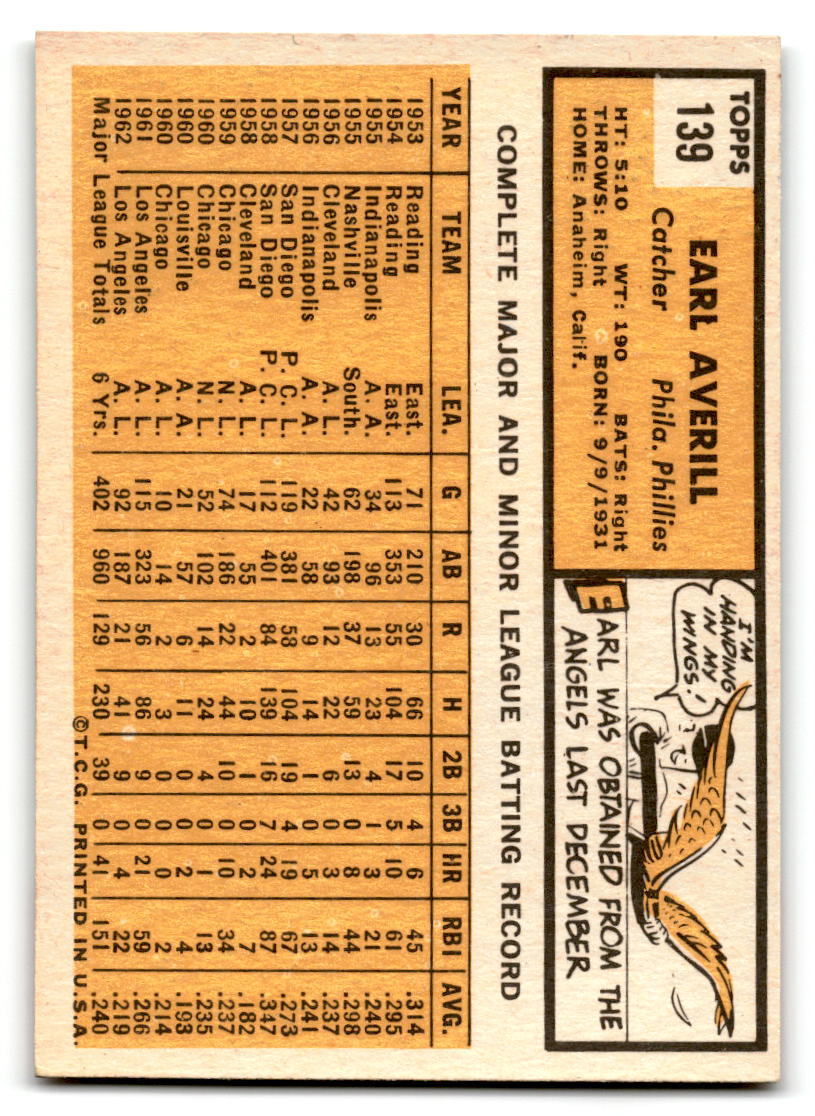 TOPPS
139
EARL AVERILL
Catcher Phila. Phillies
HT: 5:10 WT: 190 BATS: Right
THROWS: Right BORN: 9/9/1931
HOME: Anaheim, Calif.
I'M
HANDING
IN MY
WINGS!
EARL WAS OBTAINED FROM THE
ANGELS LAST DECEMBER
COMPLETE MAJOR AND MINOR LEAGUE BATTING RECORD
YEAR TEAM LEA. G AB R H 2B 3B HR RBI AVG.
1953 Reading East. 71 210 30 66 10 4 6 45 .314
1954 Reading East. 113 353 55 104 17 5 10 61 .295
1955 Indianapolis A. A. 34 96 13 23 4 1 3 21 .240
1955 Nashville South. 62 198 37 59 13 0 8 44 .298
1956 Cleveland A. L. 42 93 12 22 6 0 3 14 .237
1956 Indianapolis A. A. 22 58 9 14 1 0 5 13 .241
1957 San Diego P. C. L. 119 381 58 104 19 4 19 67 .273
1958 San Diego P. C. L. 112 401 84 139 16 7 24 87 .347
1958 Cleveland A. L. 17 55 2 10 1 0 2 7 .182
1959 Chicago N. L. 74 186 22 44 10 0 10 34 .237
1960 Chicago N. L. 52 102 14 24 4 0 1 13 .235
1960 Louisville A. A. 21 57 6 11 0 0 2 4 .193
1960 Chicago A. L. 10 14 2 3 0 0 0 2 .214
1961 Los Angeles A. L. 115 323 56 86 9 0 21 59 .266
1962 Los Angeles A. L. 92 187 21 41 9 0 4 22 .219
Major League Totals 6 Yrs. 402 960 129 230 39 0 41 151 .240
©T.C.G. PRINTED IN U.S.A.